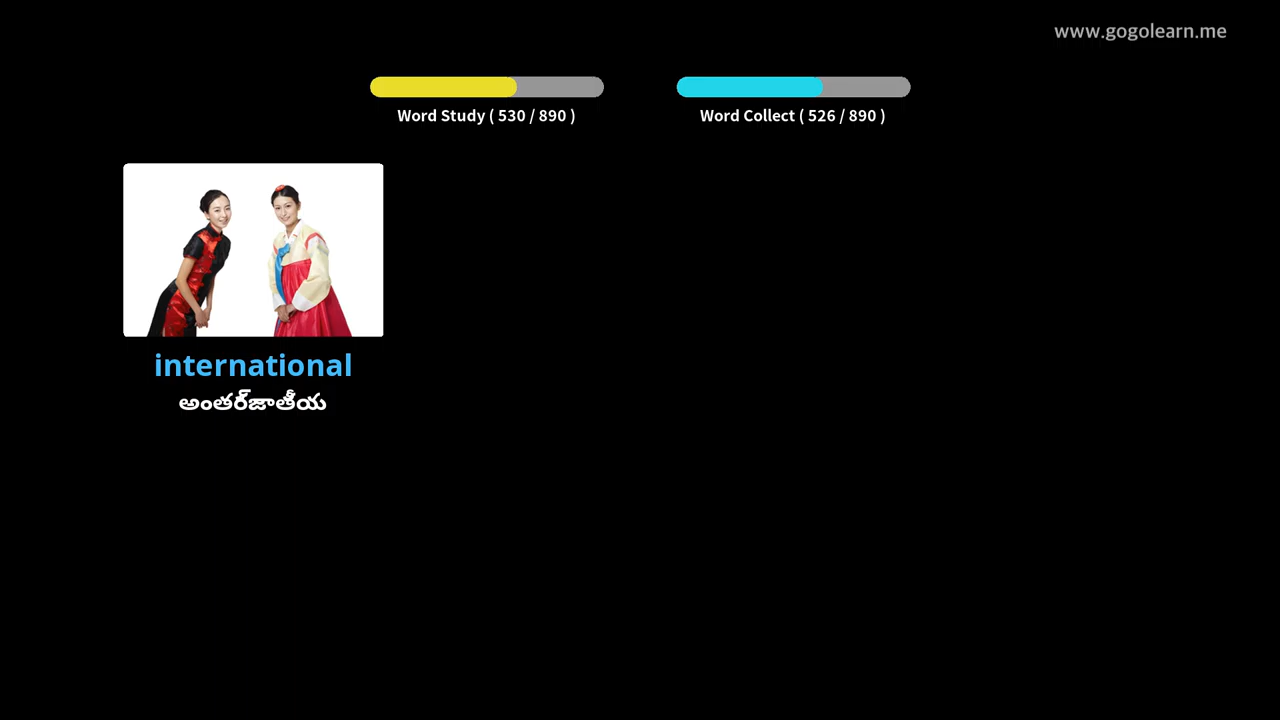 www.gogolearn.me
Word Study ( 530 / 890 )
Word Collect ( 526 / 890 )
international
అంతర్‌జాతీయ